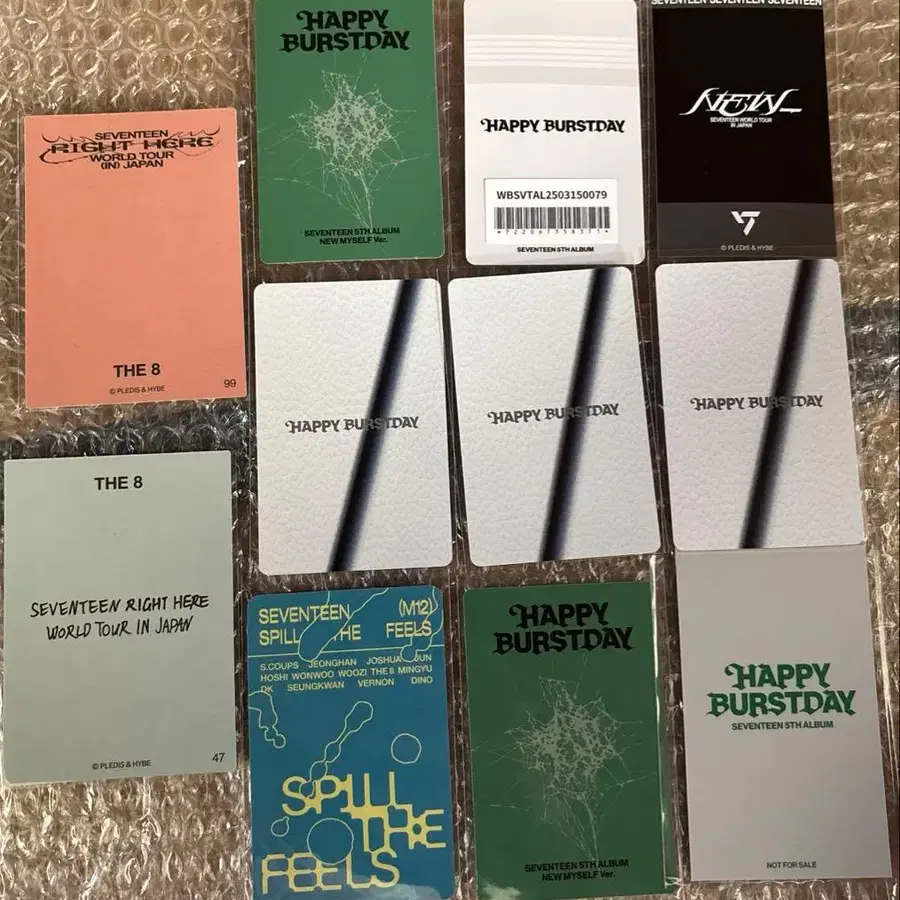 SEVENTEEN
RIGHT HERE
WORLD TOUR
(IN) JAPAN
THE 8
© PLEDIS & HYBE
99
HAPPY
BURSTDAY
SEVENTEEN 5TH ALBUM
NEW MYSELF Ver.
HAPPY BURSTDAY
WBSVTAL2503150079
*722067358371*
SEVENTEEN 5TH ALBUM
SEVENTEEN SEVENTEEN SEVENTEEN
NEW_
SEVENTEEN WORLD TOUR
IN JAPAN
© PLEDIS & HYBE
HAPPY BURSTDAY
HAPPY BURSTDAY
HAPPY BURSTDAY
THE 8
SEVENTEEN RIGHT HERE
WORLD TOUR IN JAPAN
© PLEDIS & HYBE
47
SEVENTEEN (M12)
SPILL THE FEELS
S.COUPS JEONGHAN JOSHUA JUN
HOSHI WONWOO WOOZI THE 8 MINGYU
DK SEUNGKWAN VERNON DINO
SPILL
THE
FEELS
HAPPY
BURSTDAY
SEVENTEEN 5TH ALBUM
NEW MYSELF Ver.
HAPPY
BURSTDAY
SEVENTEEN 5TH ALBUM
NOT FOR SALE